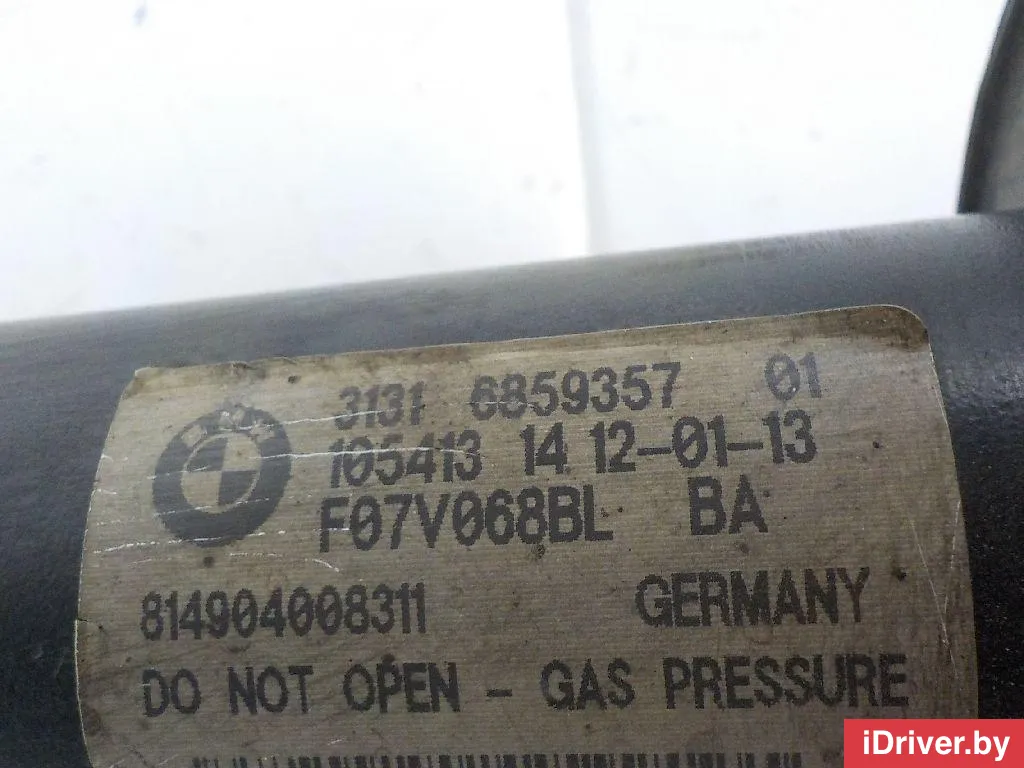 3131 6859357 01
105413 14 12-01-13
F07V068BL BA
814904008311 GERMANY
DO NOT OPEN - GAS PRESSURE
iDriver.by